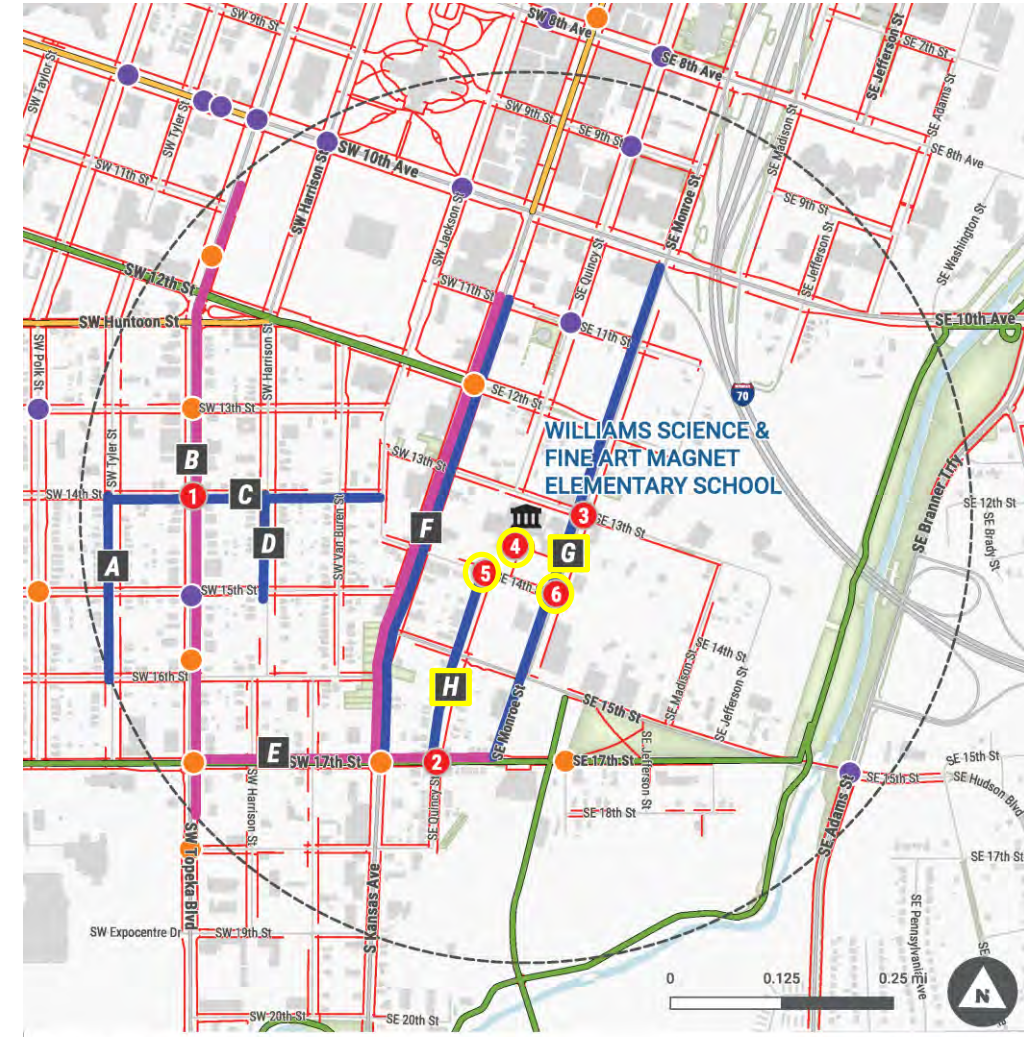 SW 9th St
SW 8th Ave
SE 7th St
SE 8th Ave
SE Jefferson St
SW Taylor St
SW Tyler St
SW 9th St
SE 9th St
SE Madison St
SE Adams St
SE 8th Ave
SW 10th Ave
SW 11th St
SW Harrison St
SW Jackson St
SE Monroe St
SE 9th St
SE Quincy St
SE Jefferson St
SE Washington St
SW 12th St
SW 11th St
SW Huntoon St
SE 11th St
SE 10th Ave
SW Polk St
SW Harrison St
SE 12th St
70
SW 13th St
WILLIAMS SCIENCE &
FINE ART MAGNET
ELEMENTARY SCHOOL
SW Tyler St
B
SW 13th St
SE Branner Trfy
SW 14th St
1
C
SE 12th St
F
3
SE 13th St
SE Brady St
D
SW Van Buren St
4
G
A
5
SE 14th
6
SW 15th St
SE 14th St
SW 16th St
H
SE Madison St
SE Jefferson St
SE Monroe St
SE 15th St
E
SW 17th St
2
SE 17th St
SE Jefferson St
SE 15th St
SE 15th St
SE Hudson Blvd
SW Harrison St
SE Quincy St
SE 18th St
SE Adams St
SW Topeka Blvd
SE 17th St
S Kansas Ave
SE Pennsylvania Ave
SE
SW Expocentre Dr
SW 19th St
0
0.125
0.25 mi
N
SW 20th St
SE 20th St